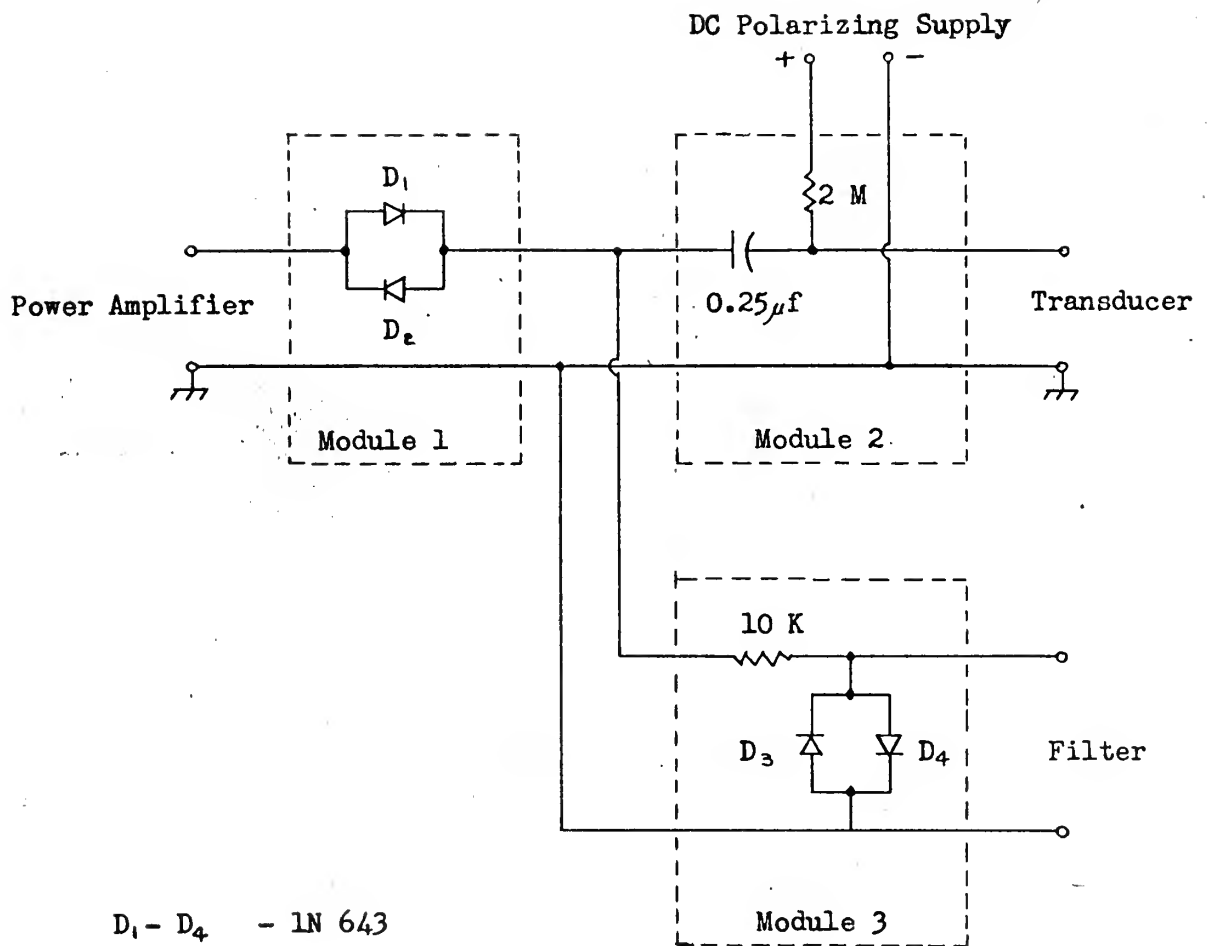 DC Polarizing Supply
+ −
D₁
2 M
D₂
0.25μf
Power Amplifier
Transducer
Module 1
Module 2
10 K
D₃ D₄
Filter
D₁ - D₄ - 1N 643
Module 3